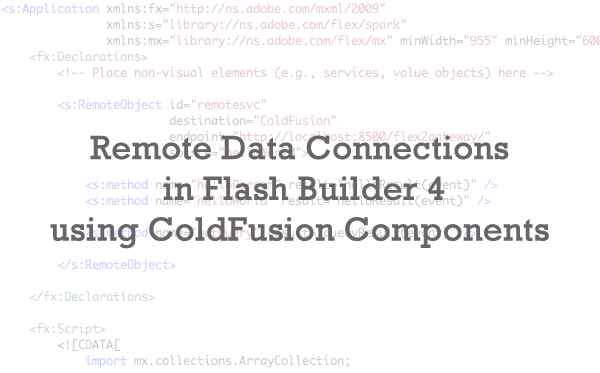 <s:Application xmlns:fx="http://ns.adobe.com/mxml/2009"
xmlns:s="library://ns.adobe.com/flex/spark"
xmlns:mx="library://ns.adobe.com/flex/mx" minWidth="955" minHeight="600
<fx:Declarations>
<!-- Place non-visual elements (e.g., services, value objects) here -->
<s:RemoteObject id="remotesvc"
destination="ColdFusion"
endpoint="http://localhost:8500/flex2gateway/"
Remote Data Connections
in Flash Builder 4
using ColdFusion Components
<s:method name= result= (event)" />
<s:method name="helloWorld" result="helloResult(event)" />
<s:method
</s:RemoteObject>
</fx:Declarations>
<fx:Script>
<![CDATA[
import mx.collections.ArrayCollection;